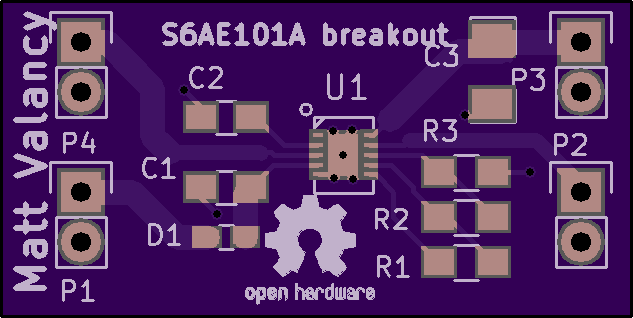 S6AE101A breakout
Matt Valancy
C3
C2
U1
P3
P4
R3
P2
C1
R2
D1
R1
P1
open hardware